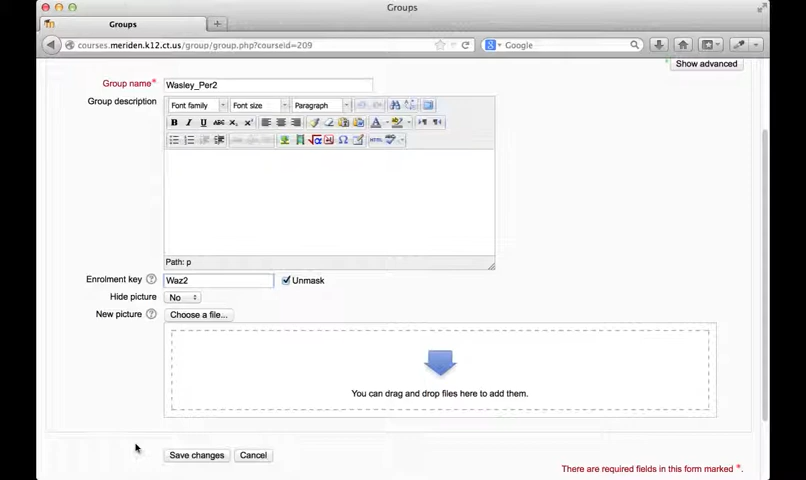 Groups
Groups
courses.meriden.k12.ct.us/group/group.php?courseid=209
Google
Show advanced
Group name*
Wasley_Per2
Group description
Font family
Font size
Paragraph
Path: p
Enrolment key
Waz2
Unmask
Hide picture
No
New picture
Choose a file...
You can drag and drop files here to add them.
Save changes
Cancel
There are required fields in this form marked *.